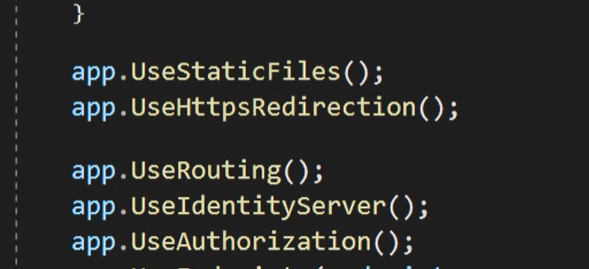 }
app.UseStaticFiles();
app.UseHttpsRedirection();
app.UseRouting();
app.UseIdentityServer();
app.UseAuthorization();